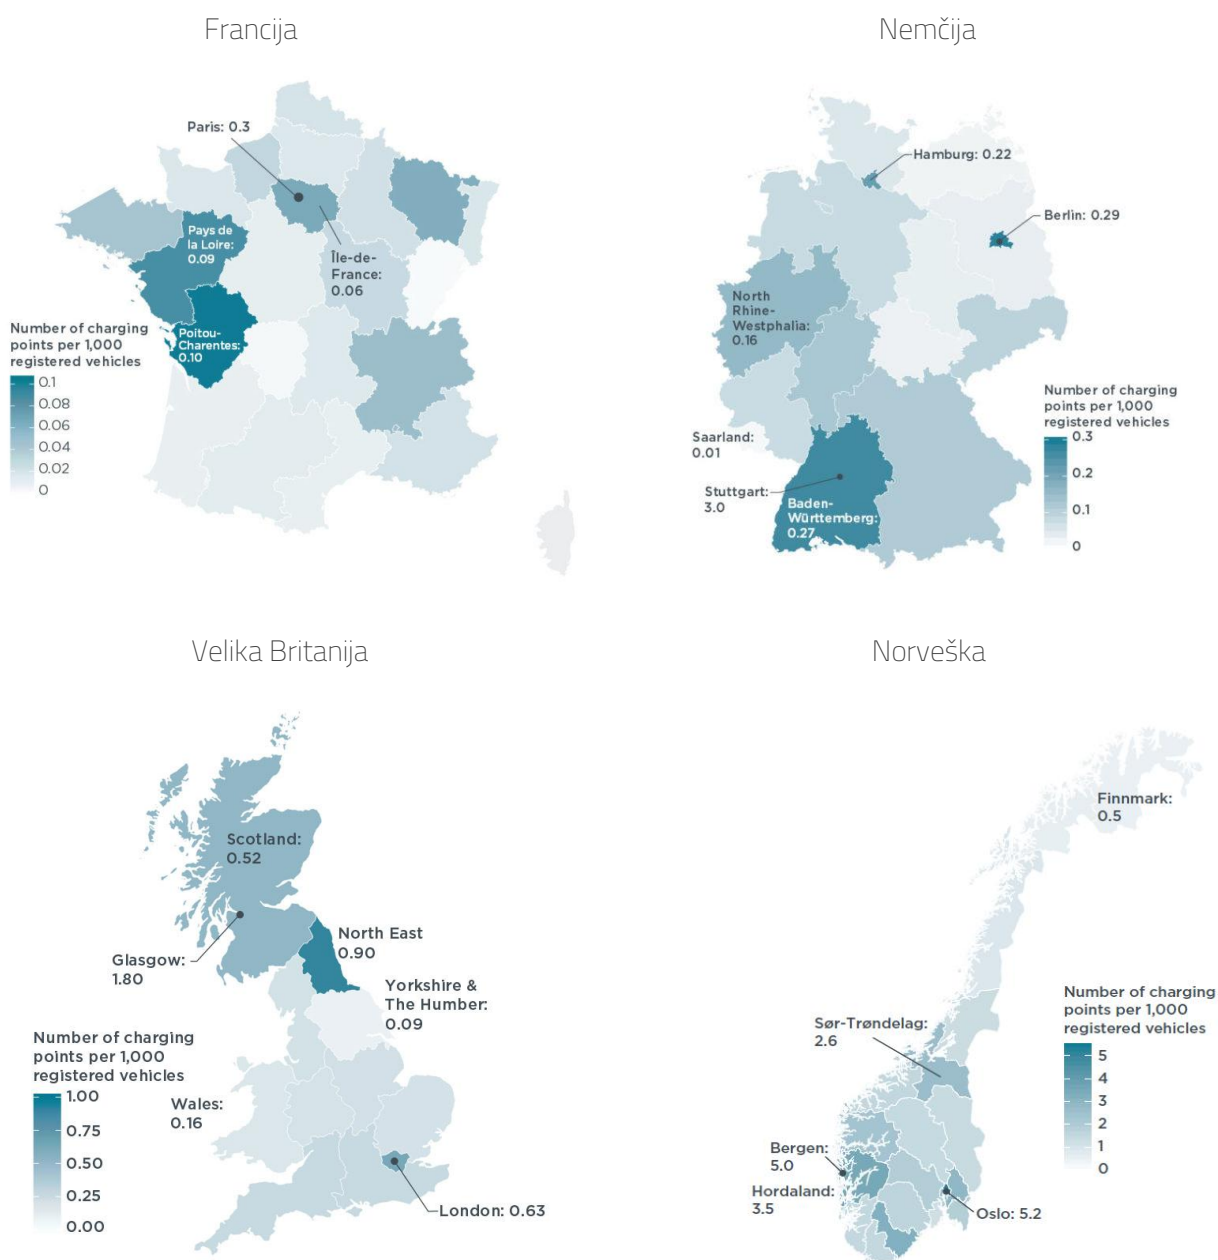 Francija
Paris: 0.3
Pays de
la Loire:
0.09
Île-de-
France:
0.06
Poitou-
Charentes:
0.10
Number of charging
points per 1,000
registered vehicles
0.1
0.08
0.06
0.04
0.02
0
Nemčija
Hamburg: 0.22
Berlin: 0.29
North
Rhine-
Westphalia:
0.16
Saarland:
0.01
Stuttgart:
3.0
Baden-
Württemberg:
0.27
Number of charging
points per 1,000
registered vehicles
0.3
0.2
0.1
0
Velika Britanija
Scotland:
0.52
Glasgow:
1.80
North East
0.90
Yorkshire &
The Humber:
0.09
Number of charging
points per 1,000
registered vehicles
1.00
0.75
0.50
0.25
0.00
Wales:
0.16
London: 0.63
Norveška
Finnmark:
0.5
Sør-Trøndelag:
2.6
Bergen:
5.0
Hordaland:
3.5
Oslo: 5.2
Number of charging
points per 1,000
registered vehicles
5
4
3
2
1
0